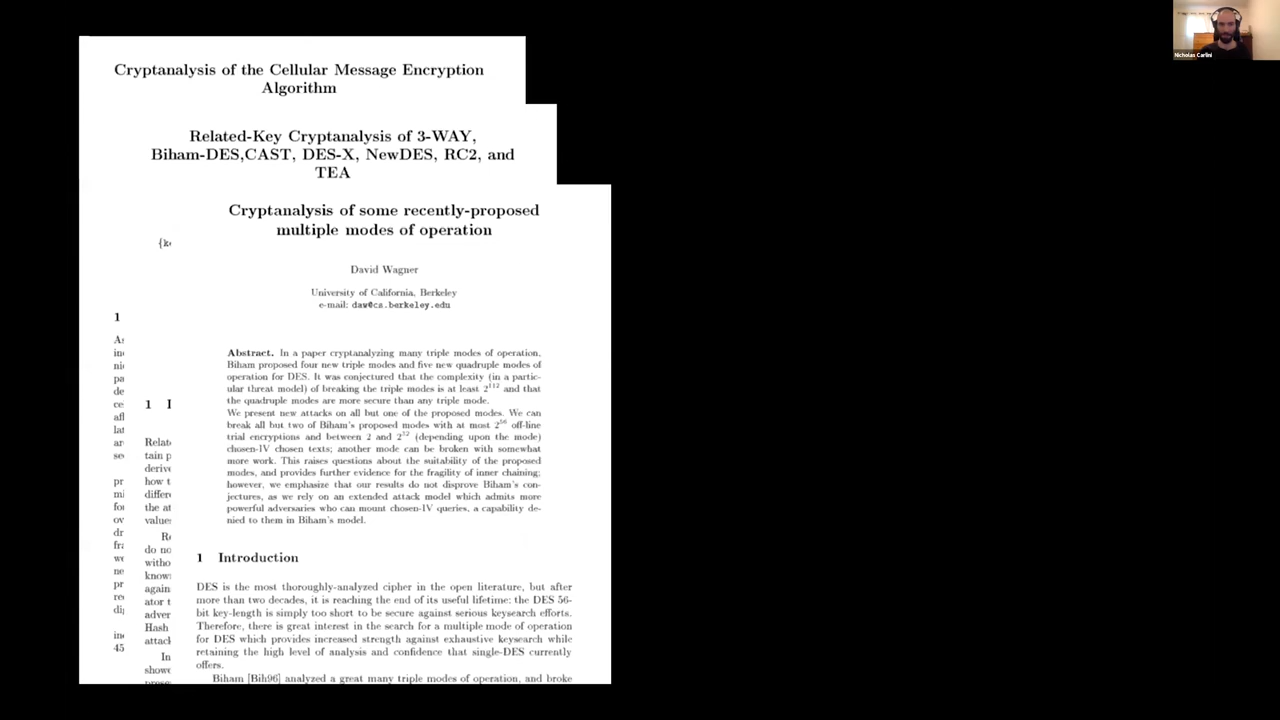 Nicholas Carlini
Cryptanalysis of the Cellular Message Encryption
Algorithm
Related-Key Cryptanalysis of 3-WAY,
Biham-DES,CAST, DES-X, NewDES, RC2, and
TEA
Cryptanalysis of some recently-proposed
multiple modes of operation
David Wagner
University of California, Berkeley
e-mail: daw@cs.berkeley.edu
Abstract. In a paper cryptanalyzing many triple modes of operation,
Biham proposed four new triple modes and five new quadruple modes of
operation for DES. It was conjectured that the complexity (in a partic-
ular threat model) of breaking the triple modes is at least 2^112 and that
the quadruple modes are more secure than any triple mode.
We present new attacks on all but one of the proposed modes. We can
break all but two of Biham's proposed modes with at most 2^56 off-line
trial encryptions and between 2 and 2^32 (depending upon the mode)
chosen-IV chosen texts; another mode can be broken with somewhat
more work. This raises questions about the suitability of the proposed
modes, and provides further evidence for the fragility of inner chaining;
however, we emphasize that our results do not disprove Biham's con-
jectures, as we rely on an extended attack model which admits more
powerful adversaries who can mount chosen-IV queries, a capability de-
nied to them in Biham's model.
1 Introduction
DES is the most thoroughly-analyzed cipher in the open literature, but after
more than two decades, it is reaching the end of its useful lifetime: the DES 56-
bit key-length is simply too short to be secure against serious keysearch efforts.
Therefore, there is great interest in the search for a multiple mode of operation
for DES which provides increased strength against exhaustive keysearch while
retaining the high level of analysis and confidence that single-DES currently
offers.
Biham [Bih96] analyzed a great many triple modes of operation, and broke